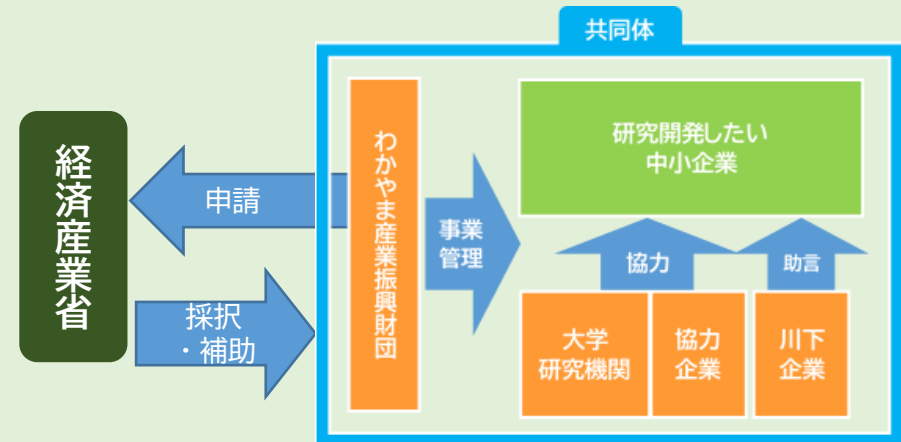 共同体
経済産業省
申請
採択
・補助
わかやま産業振興財団
事業
管理
研究開発したい
中小企業
協力
助言
大学
研究機関
協力
企業
川下
企業